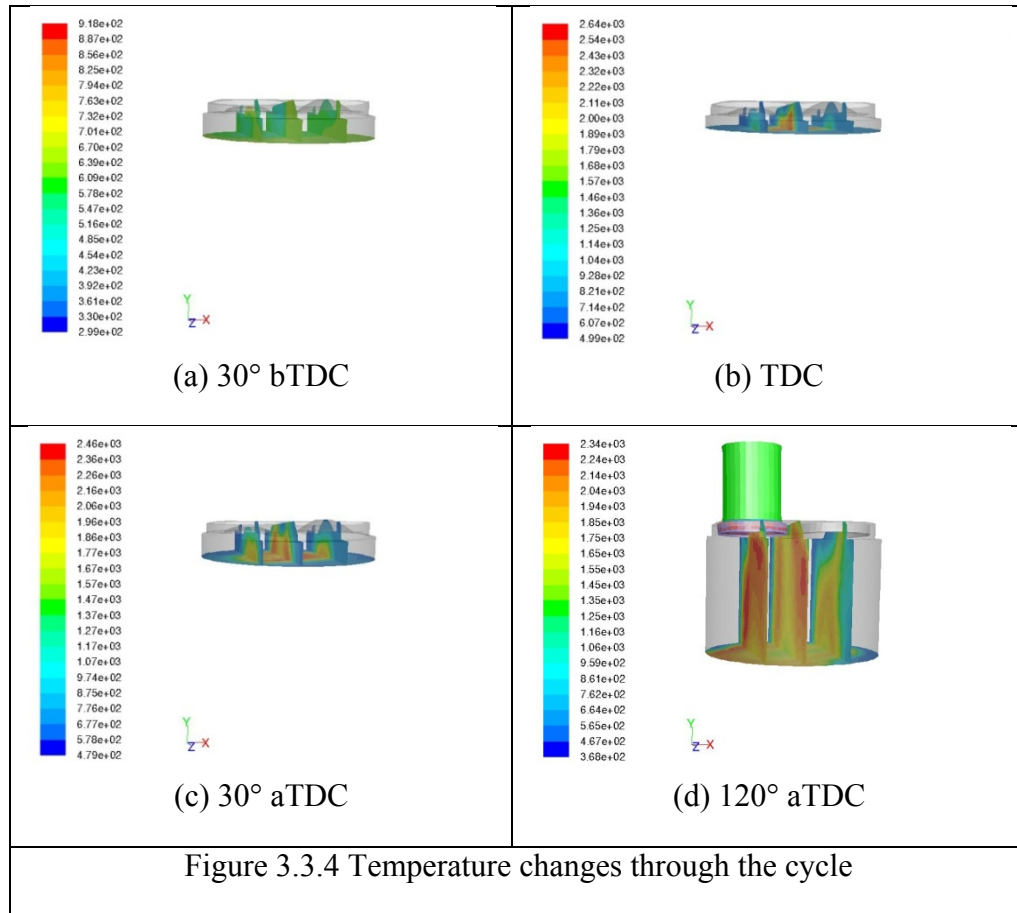 9.18e+02
8.87e+02
8.56e+02
8.25e+02
7.94e+02
7.63e+02
7.32e+02
7.01e+02
6.70e+02
6.39e+02
6.09e+02
5.78e+02
5.47e+02
5.16e+02
4.85e+02
4.54e+02
4.23e+02
3.92e+02
3.61e+02
3.30e+02
2.99e+02
Y
Z X
(a) 30° bTDC
2.64e+03
2.54e+03
2.43e+03
2.32e+03
2.22e+03
2.11e+03
2.00e+03
1.89e+03
1.79e+03
1.68e+03
1.57e+03
1.46e+03
1.36e+03
1.25e+03
1.14e+03
1.04e+03
9.28e+02
8.21e+02
7.14e+02
6.07e+02
4.99e+02
Y
Z X
(b) TDC
2.46e+03
2.36e+03
2.26e+03
2.16e+03
2.06e+03
1.96e+03
1.86e+03
1.77e+03
1.67e+03
1.57e+03
1.47e+03
1.37e+03
1.27e+03
1.17e+03
1.07e+03
9.74e+02
8.75e+02
7.76e+02
6.77e+02
5.78e+02
4.79e+02
Y
Z X
(c) 30° aTDC
2.34e+03
2.24e+03
2.14e+03
2.04e+03
1.94e+03
1.85e+03
1.75e+03
1.65e+03
1.55e+03
1.45e+03
1.35e+03
1.25e+03
1.16e+03
1.06e+03
9.59e+02
8.61e+02
7.62e+02
6.64e+02
5.65e+02
4.67e+02
3.68e+02
Y
Z X
(d) 120° aTDC
Figure 3.3.4 Temperature changes through the cycle